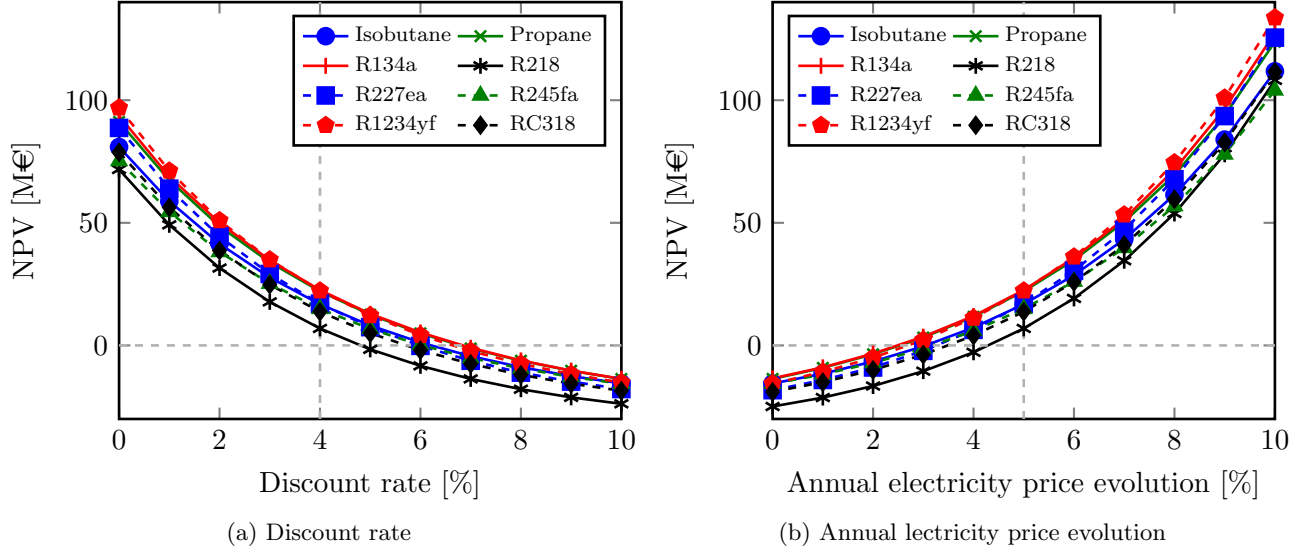 Isobutane Propane
R134a R218
R227ea R245fa
R1234yf RC318
100
50
0
NPV [M€]
0 2 4 6 8 10
Discount rate [%]
(a) Discount rate
Isobutane Propane
R134a R218
R227ea R245fa
R1234yf RC318
100
50
0
NPV [M€]
0 2 4 6 8 10
Annual electricity price evolution [%]
(b) Annual lectricity price evolution